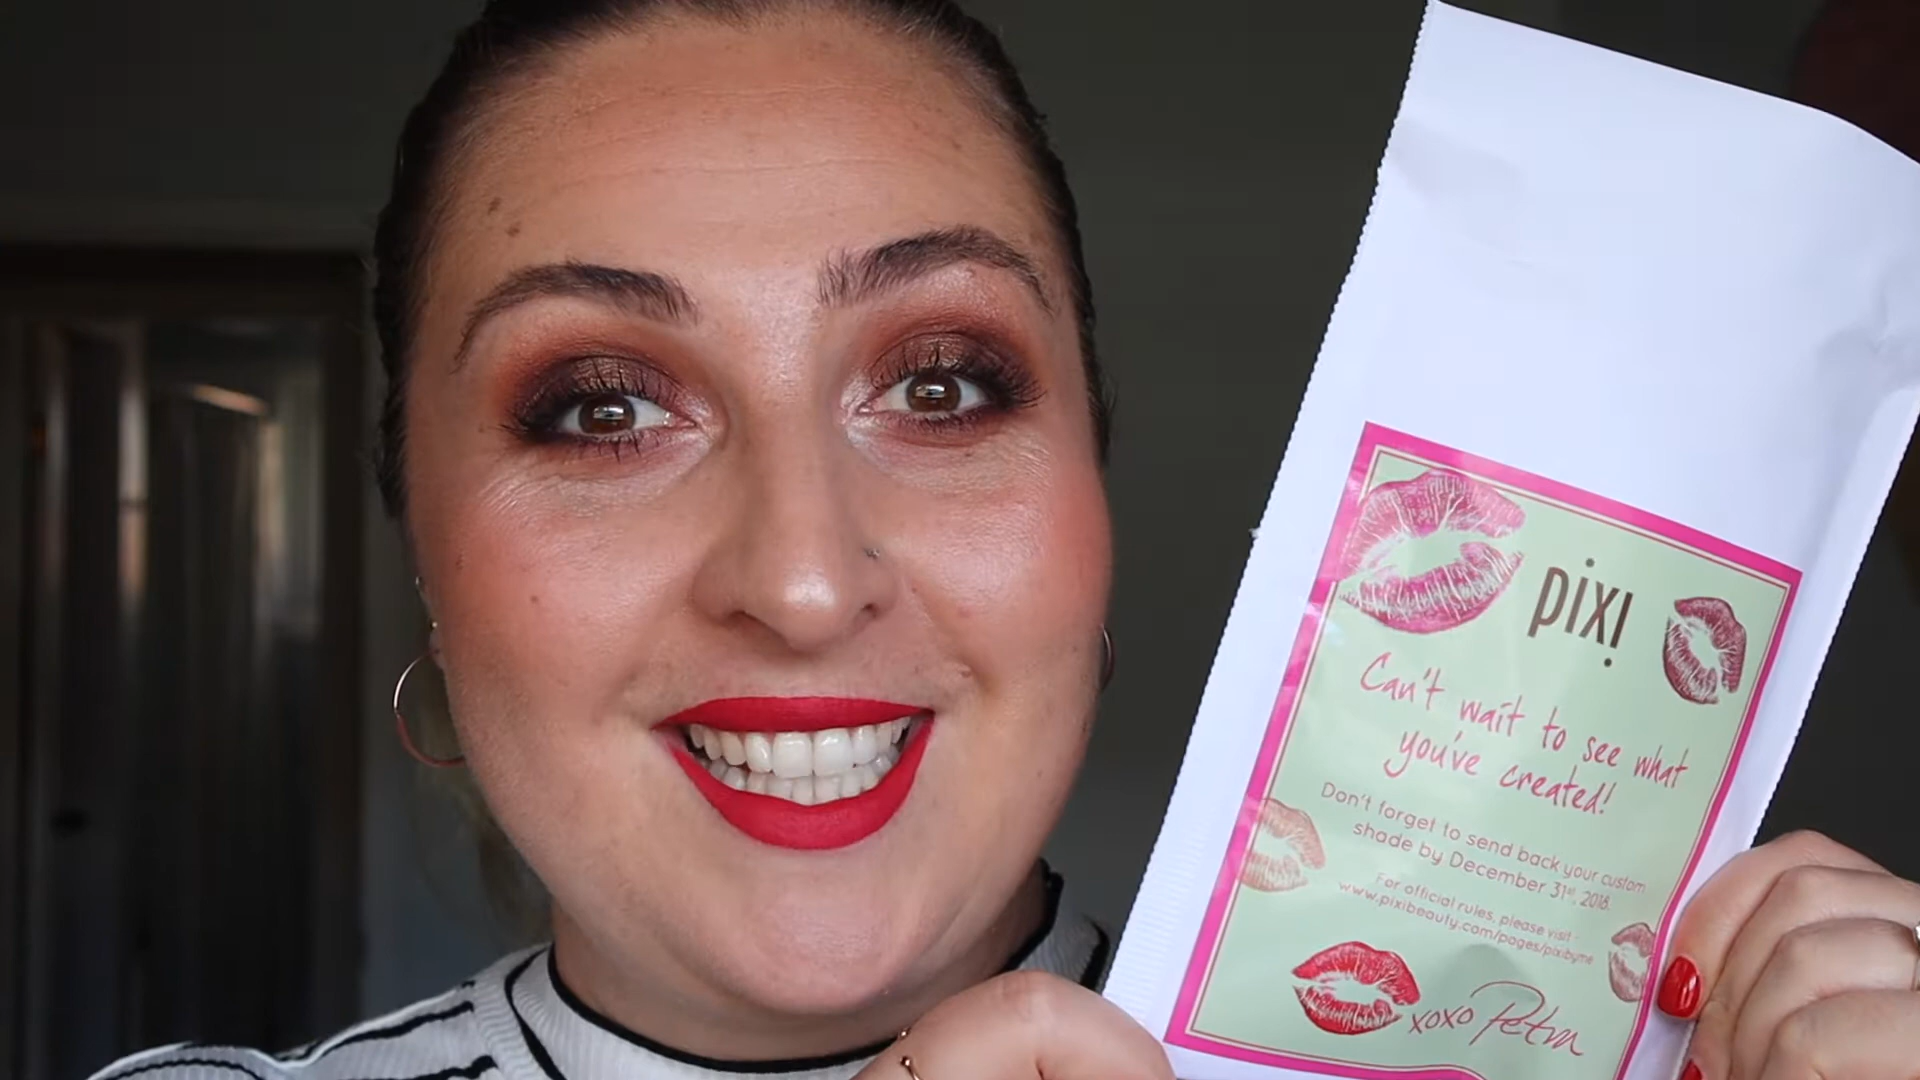 pixi
Can't wait to see what
you've created!
Don't forget to send back your custom
shade by December 31st, 2018.
For official rules, please visit -
www.pixibeauty.com/pages/pixibyme
xoxo Petra